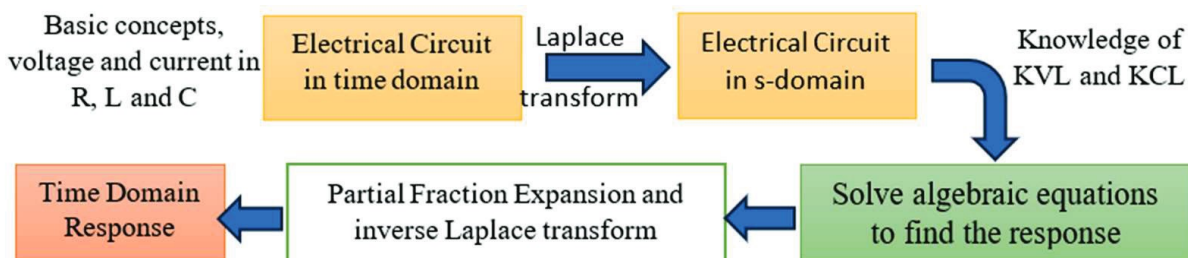 Basic concepts,
voltage and current in
R, L and C
Electrical Circuit
in time domain
Laplace
transform
Electrical Circuit
in s-domain
Knowledge of
KVL and KCL
Solve algebraic equations
to find the response
Partial Fraction Expansion and
inverse Laplace transform
Time Domain
Response